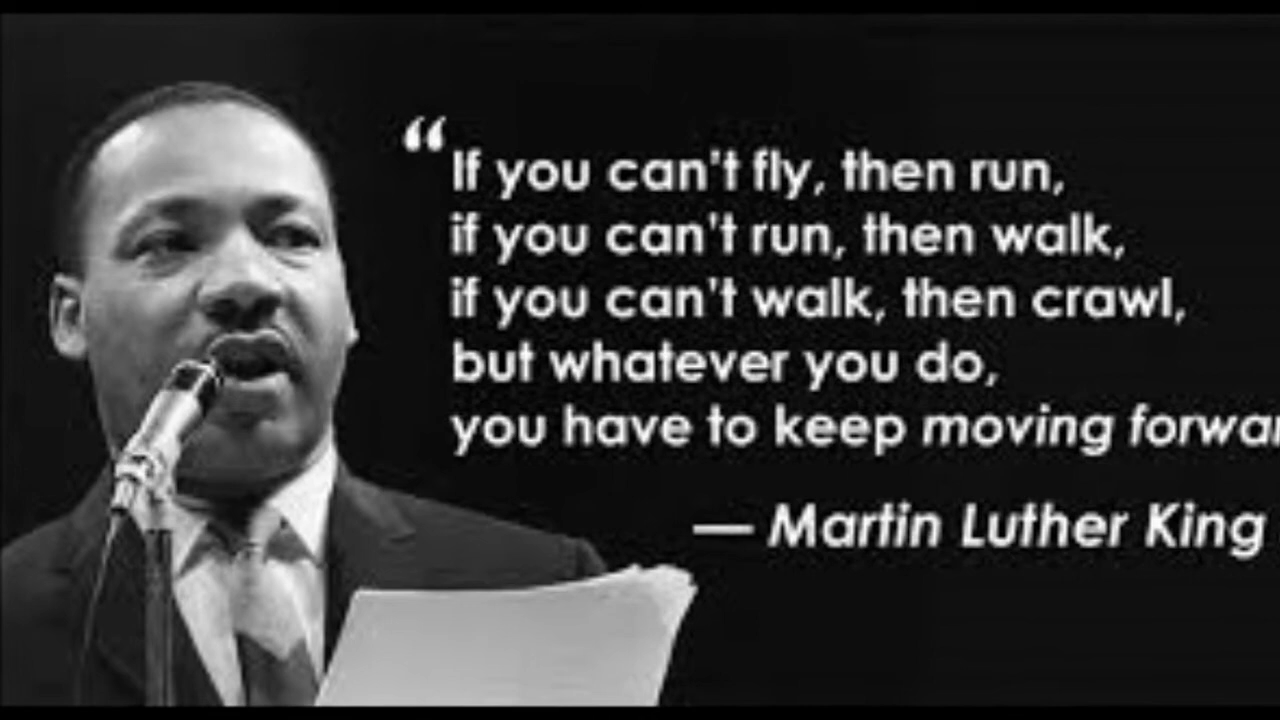 “If you can't fly, then run,
if you can't run, then walk,
if you can't walk, then crawl,
but whatever you do,
you have to keep moving forwar
— Martin Luther King